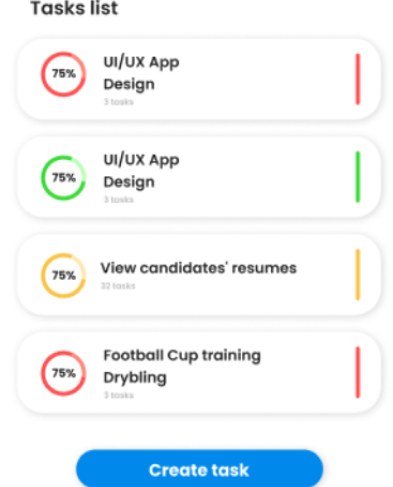 Tasks list
75%
UI/UX App
Design
3 tasks
75%
UI/UX App
Design
3 tasks
75%
View candidates' resumes
32 tasks
75%
Football Cup training
Drybling
3 tasks
Create task